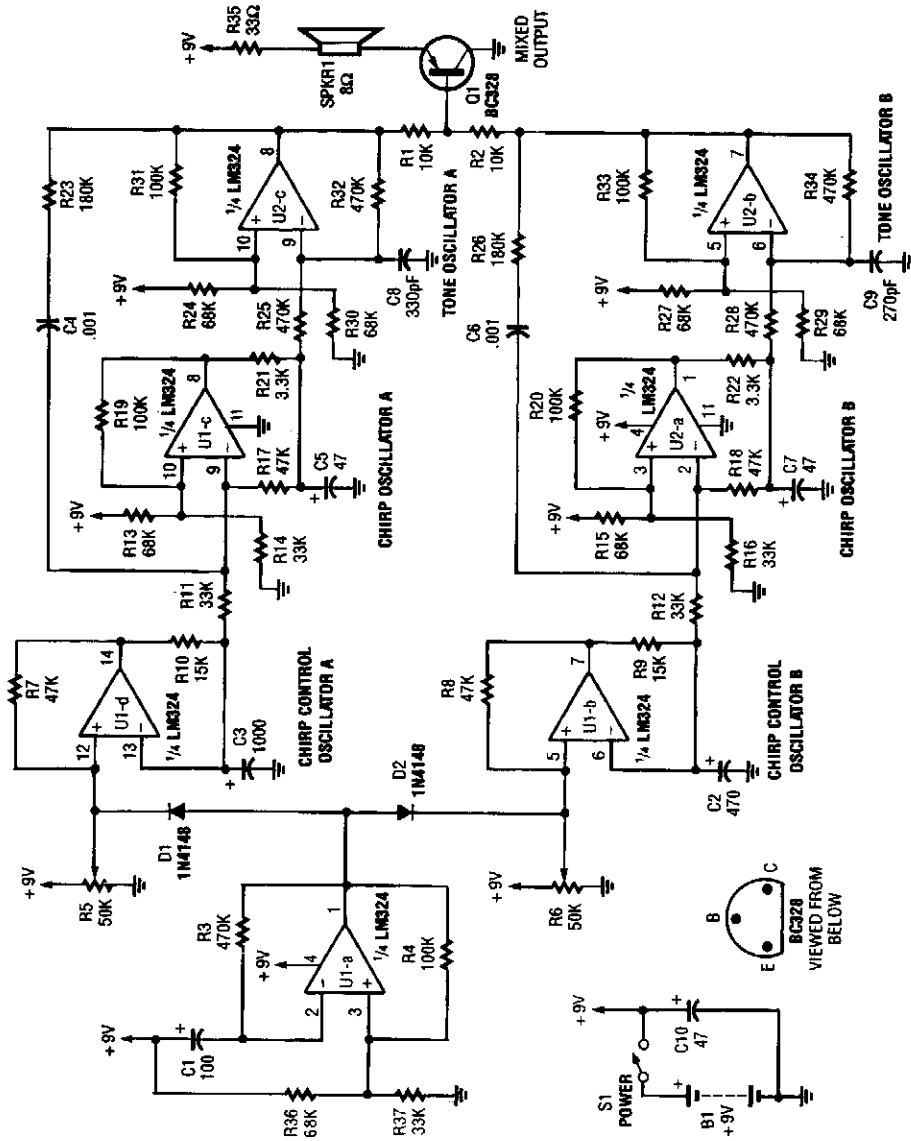 +9V
R35
33Ω
SPKR1
8Ω
Q1
BC328
MIXED
OUTPUT
R23
180K
R31
100K
1/4 LM324
8
10
+
U2-c
9
−
R32
470K
R1
10K
R2
10K
C8
330pF
TONE OSCILLATOR A
+9V
R24
68K
R25
470K
R30
68K
C4
.001
R19
100K
1/4 LM324
8
10
+
U1-c
9
−
11
R21
3.3K
R17
47K
C5
47
+
+9V
R13
68K
R14
33K
CHIRP OSCILLATOR A
R11
33K
R7
47K
14
12
+
U1-d
13
−
1/4 LM324
R10
15K
C3
1000
+
CHIRP CONTROL
OSCILLATOR A
+9V
R5
50K
D1
1N4148
D2
1N4148
+9V
R6
50K
+9V
C1
100
+
R3
470K
+9V
4
2
−
U1-a
3
+
1
1/4 LM324
R4
100K
R36
68K
R37
33K
R8
47K
7
5
+
U1-b
6
−
1/4 LM324
R9
15K
C2
470
+
CHIRP CONTROL
OSCILLATOR B
R12
33K
R26
180K
C6
.001
R20
100K
1/4
LM324
+9V
4
3
+
U2-a
2
−
1
11
R22
3.3K
R18
47K
C7
47
+
+9V
R15
68K
R16
33K
CHIRP OSCILLATOR B
R33
100K
1/4 LM324
7
5
+
U2-b
6
−
R34
470K
+9V
R27
68K
R28
470K
R29
68K
C9
270pF
TONE OSCILLATOR B
B
E
C
BC328
VIEWED FROM
BELOW
+9V
S1
POWER
C10
47
+
+
B1
+9V